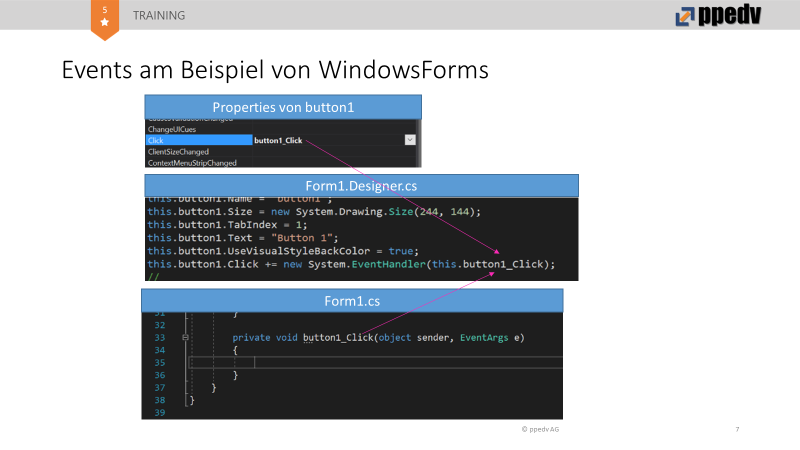 5
TRAINING
ppedv
Events am Beispiel von WindowsForms
Properties von button1
CausesValidationChanged
ChangeUICues
Click button1_Click
ClientSizeChanged
ContextMenuStripChanged
Form1.Designer.cs
this.button1.Name = "button1";
this.button1.Size = new System.Drawing.Size(244, 144);
this.button1.TabIndex = 1;
this.button1.Text = "Button 1";
this.button1.UseVisualStyleBackColor = true;
this.button1.Click += new System.EventHandler(this.button1_Click);
//
Form1.cs
31 }
32
33 private void button1_Click(object sender, EventArgs e)
34 {
35
36 }
37 }
38 }
39
© ppedv AG
7